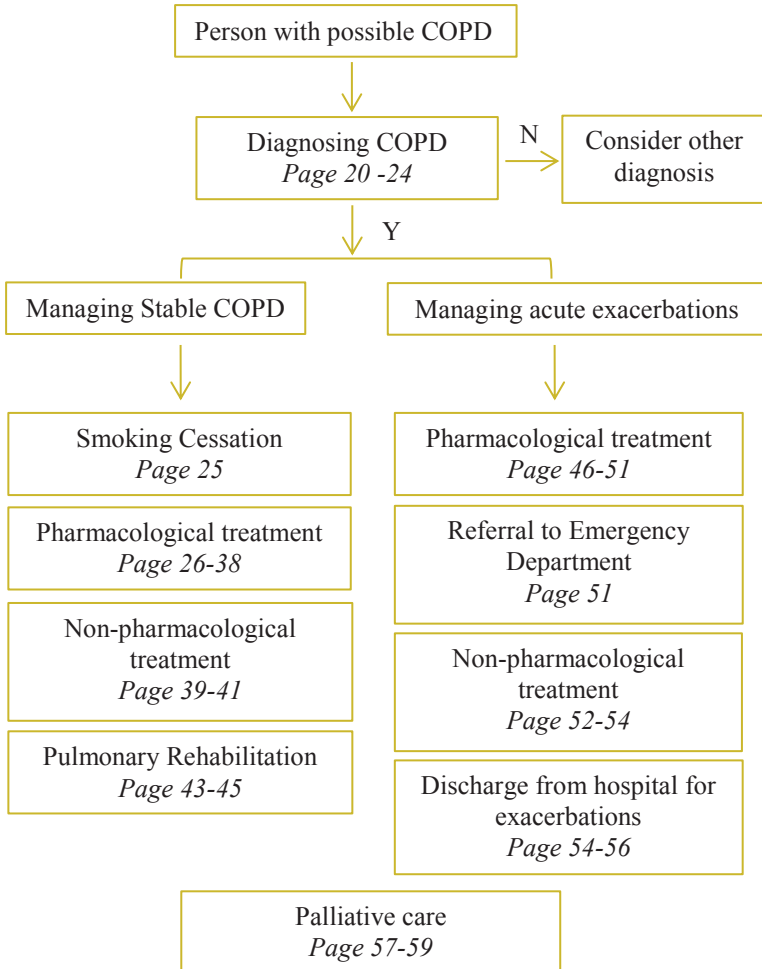 Person with possible COPD
Diagnosing COPD
Page 20 -24
N
Consider other
diagnosis
Y
Managing Stable COPD
Managing acute exacerbations
Smoking Cessation
Page 25
Pharmacological treatment
Page 26-38
Non-pharmacological
treatment
Page 39-41
Pulmonary Rehabilitation
Page 43-45
Pharmacological treatment
Page 46-51
Referral to Emergency
Department
Page 51
Non-pharmacological
treatment
Page 52-54
Discharge from hospital for
exacerbations
Page 54-56
Palliative care
Page 57-59